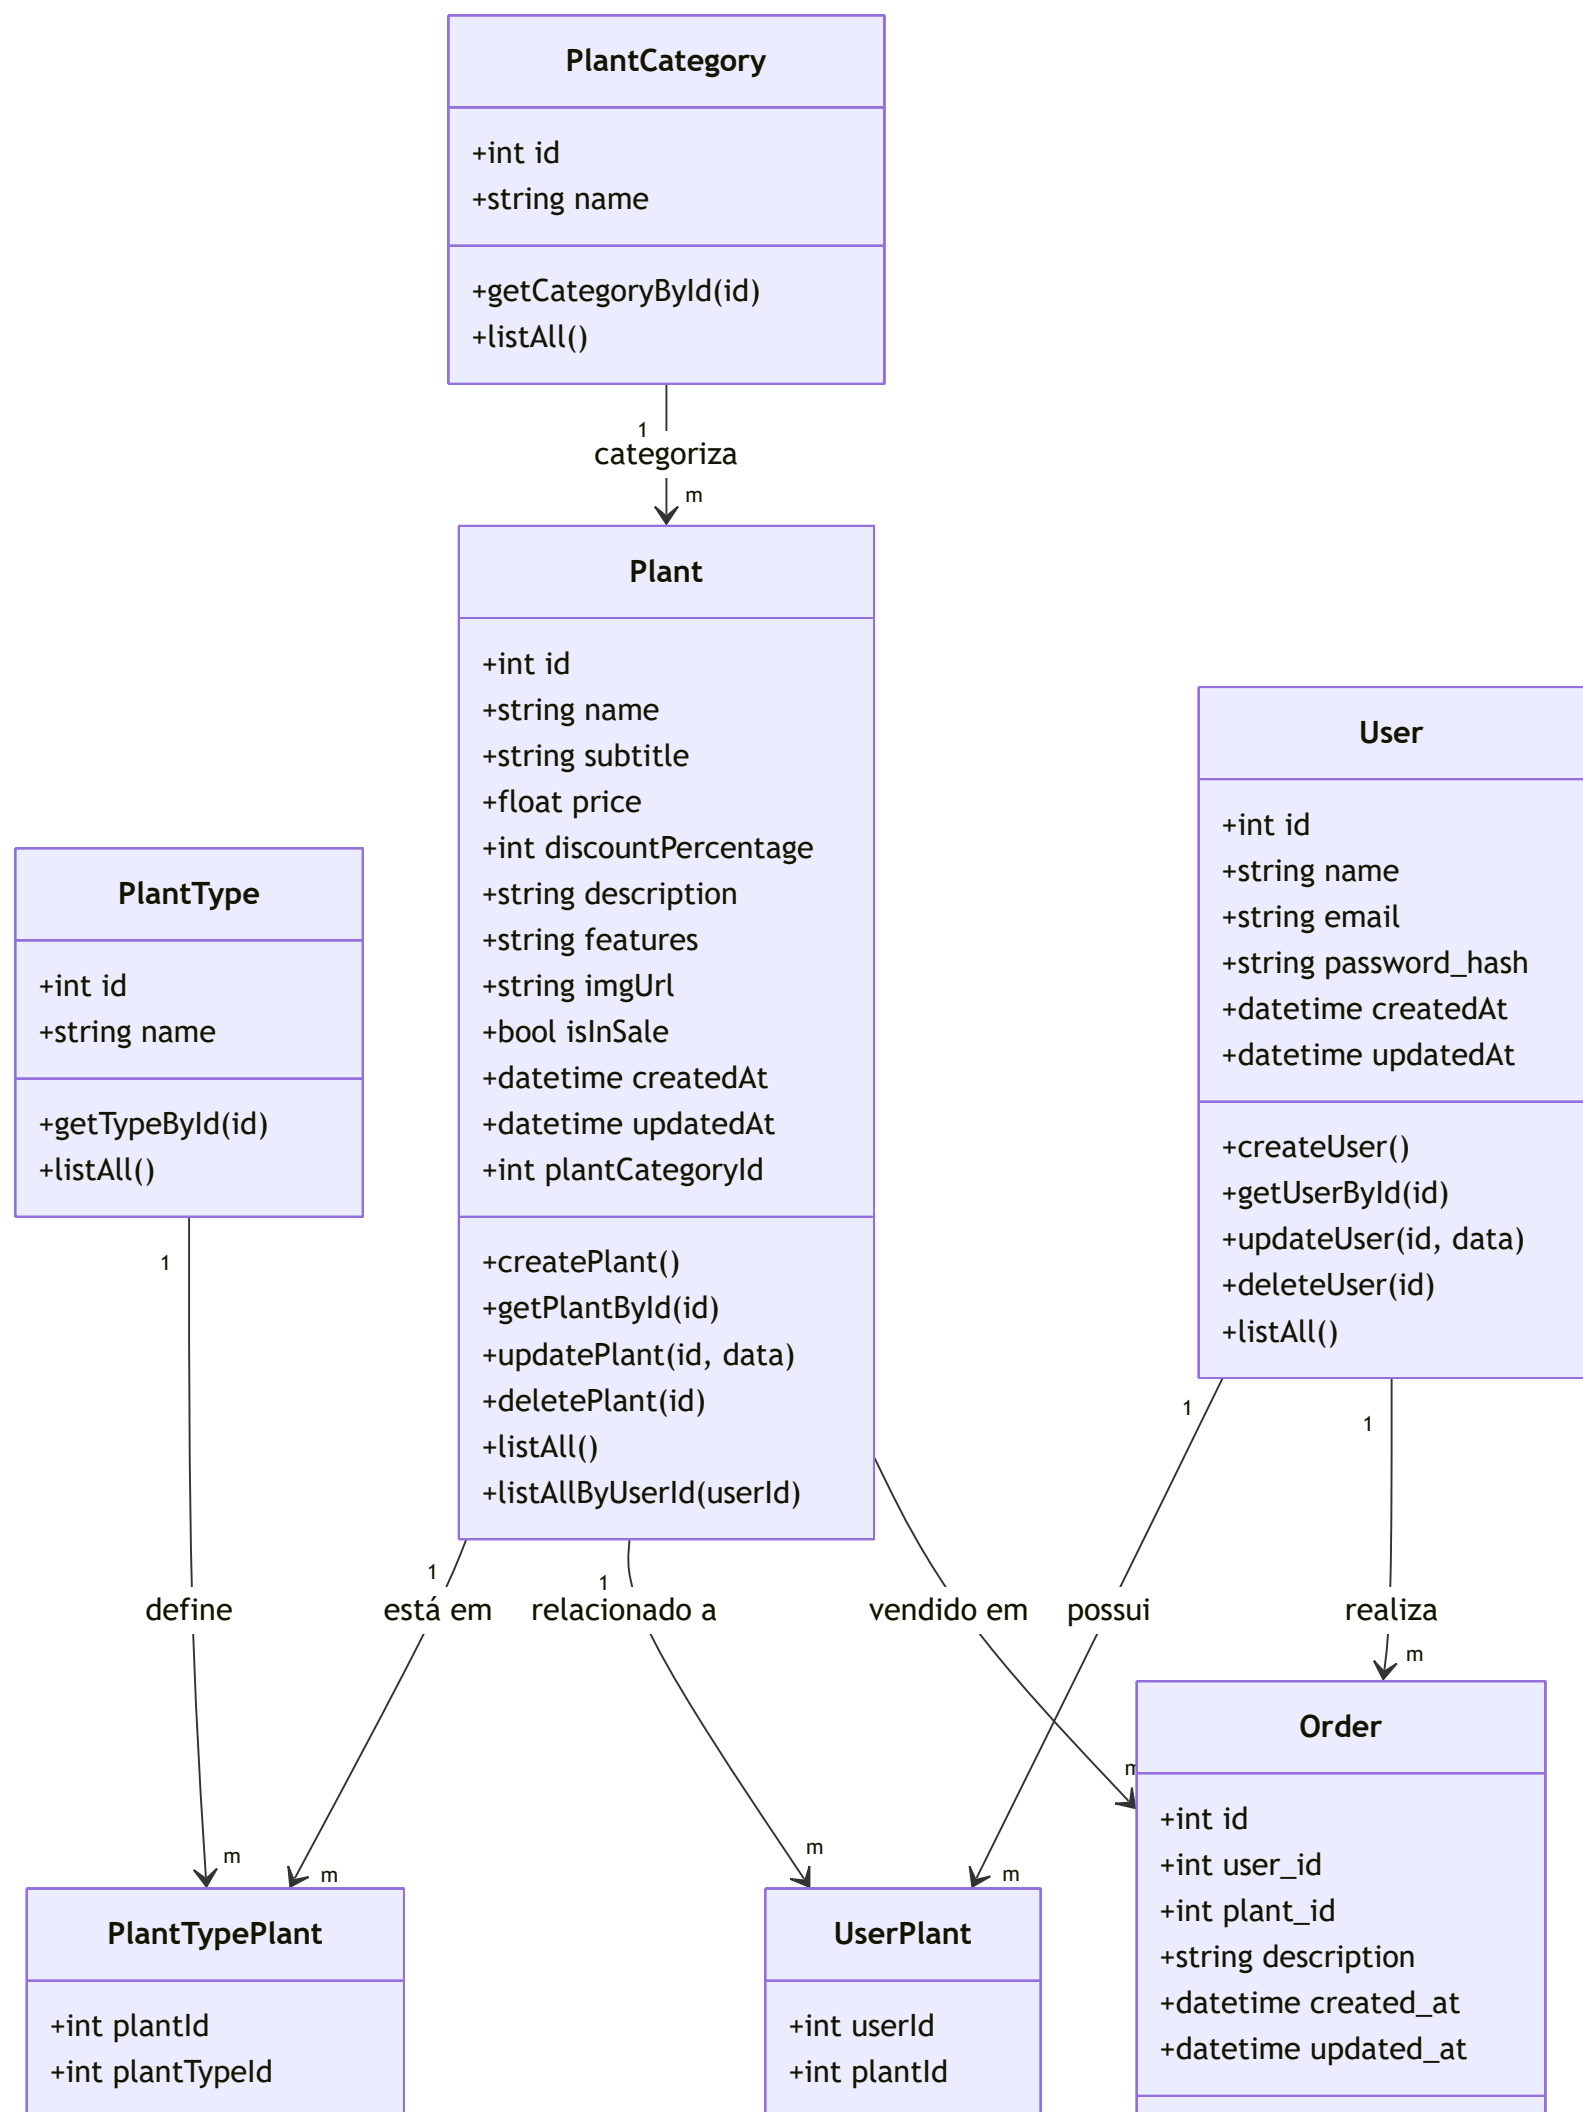 PlantCategory
+int id
+string name
+getCategoryById(id)
+listAll()
1
categoriza
m
Plant
+int id
+string name
+string subtitle
+float price
+int discountPercentage
+string description
+string features
+string imgUrl
+bool isInSale
+datetime createdAt
+datetime updatedAt
+int plantCategoryId
+createPlant()
+getPlantById(id)
+updatePlant(id, data)
+deletePlant(id)
+listAll()
+listAllByUserId(userId)
User
+int id
+string name
+string email
+string password_hash
+datetime createdAt
+datetime updatedAt
+createUser()
+getUserById(id)
+updateUser(id, data)
+deleteUser(id)
+listAll()
PlantType
+int id
+string name
+getTypeById(id)
+listAll()
1
1
1
1
1
define
está em
relacionado a
vendido em
possui
realiza
m
m
m
m
m
m
PlantTypePlant
+int plantId
+int plantTypeId
UserPlant
+int userId
+int plantId
Order
+int id
+int user_id
+int plant_id
+string description
+datetime created_at
+datetime updated_at